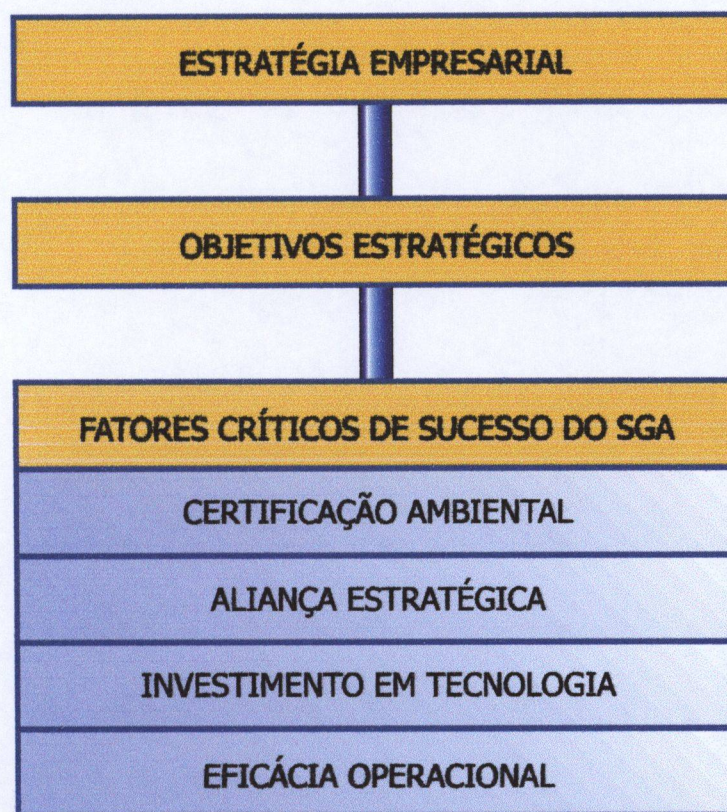 ESTRATÉGIA EMPRESARIAL
OBJETIVOS ESTRATÉGICOS
FATORES CRÍTICOS DE SUCESSO DO SGA
CERTIFICAÇÃO AMBIENTAL
ALIANÇA ESTRATÉGICA
INVESTIMENTO EM TECNOLOGIA
EFICÁCIA OPERACIONAL